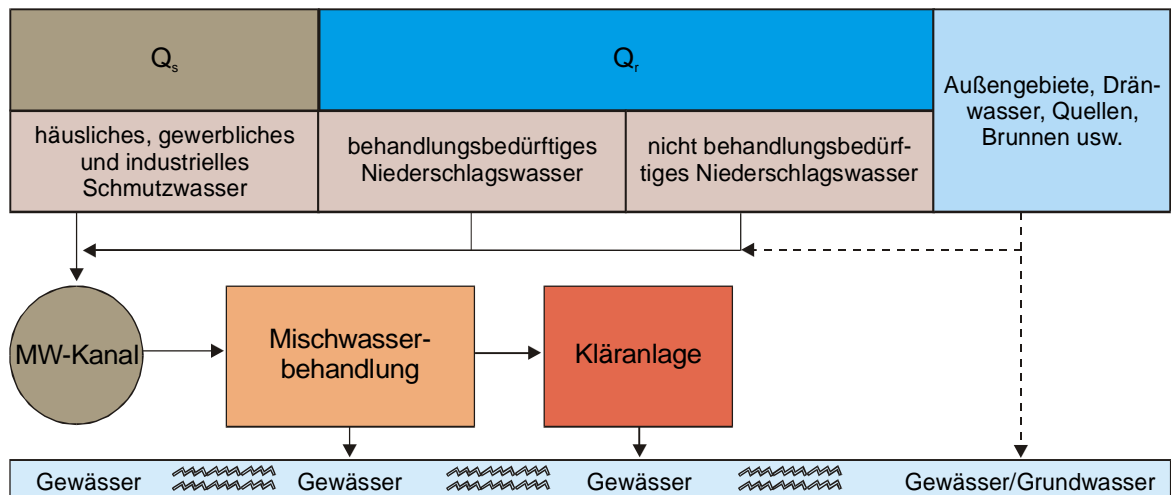 Qs
Qr
Außengebiete, Drän-
wasser, Quellen,
Brunnen usw.
häusliches, gewerbliches
und industrielles
Schmutzwasser
behandlungsbedürftiges
Niederschlagswasser
nicht behandlungsbedürf-
tiges Niederschlagswasser
MW-Kanal
Mischwasser-
behandlung
Kläranlage
Gewässer
Gewässer
Gewässer
Gewässer/Grundwasser